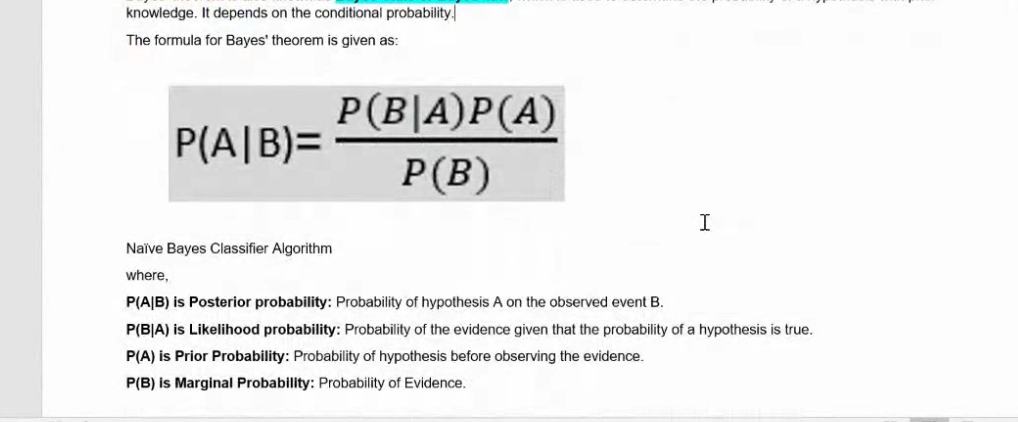 knowledge. It depends on the conditional probability.
The formula for Bayes' theorem is given as:
P(A|B)= P(B|A)P(A)
P(B)
Naïve Bayes Classifier Algorithm
where,
P(A|B) is Posterior probability: Probability of hypothesis A on the observed event B.
P(B|A) is Likelihood probability: Probability of the evidence given that the probability of a hypothesis is true.
P(A) is Prior Probability: Probability of hypothesis before observing the evidence.
P(B) is Marginal Probability: Probability of Evidence.